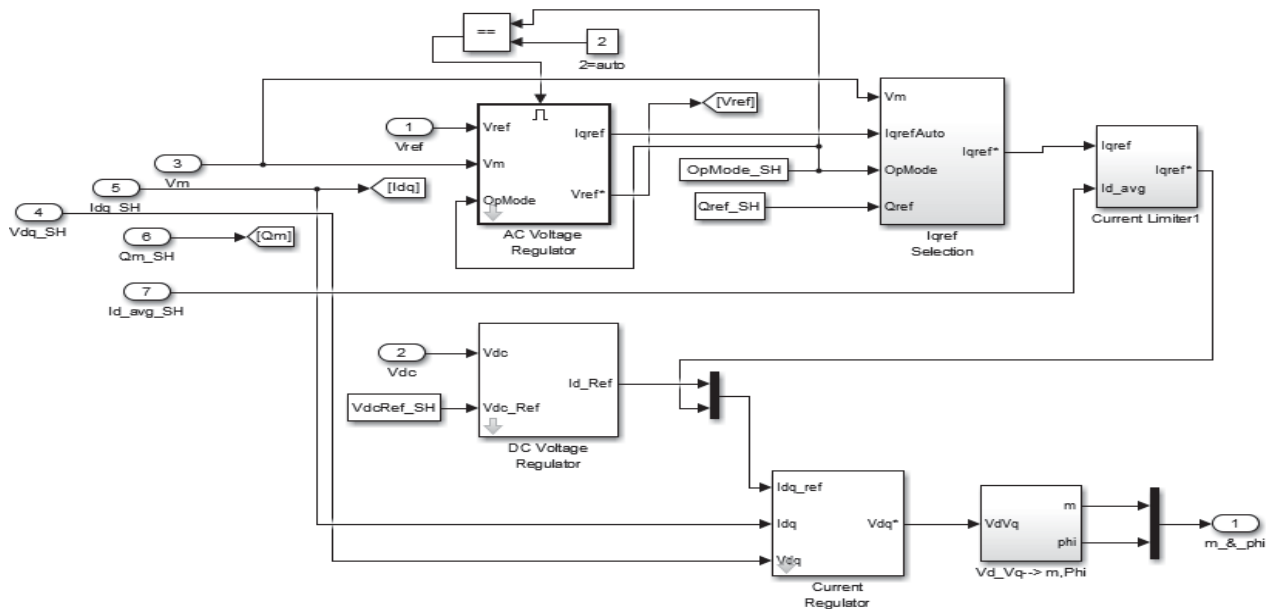 ==
2
2=auto
1
Vref
3
Vm
5
Idq_SH
4
Vdq_SH
6
Qm_SH
7
Id_avg_SH
[Idq]
[Qm]
Vref
Vm
OpMode
Iqref
Vref*
AC Voltage
Regulator
[Vref]
OpMode_SH
Qref_SH
Vm
IqrefAuto
OpMode
Qref
Iqref*
Iqref
Selection
Iqref
Id_avg
Iqref*
Current Limiter1
2
Vdc
VdcRef_SH
Vdc
Vdc_Ref
Id_Ref
DC Voltage
Regulator
Idq_ref
Idq
Vdq
Vdq*
Current
Regulator
VdVq
m
phi
Vd_Vq--> m,Phi
1
m_&_phi